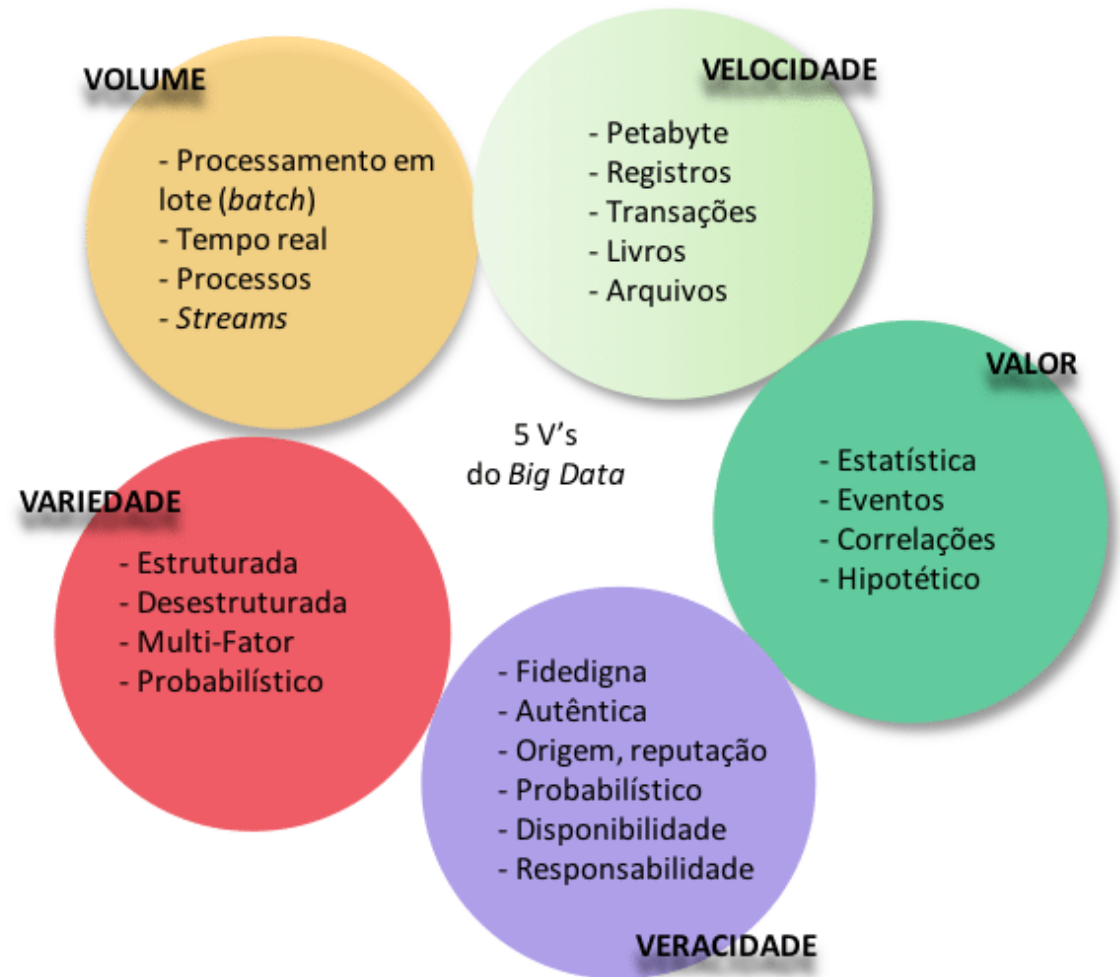 VOLUME
- Processamento em
lote (batch)
- Tempo real
- Processos
- Streams
VELOCIDADE
- Petabyte
- Registros
- Transações
- Livros
- Arquivos
VALOR
- Estatística
- Eventos
- Correlações
- Hipotético
5 V's
do Big Data
VARIEDADE
- Estruturada
- Desestruturada
- Multi-Fator
- Probabilístico
- Fidedigna
- Autêntica
- Origem, reputação
- Probabilístico
- Disponibilidade
- Responsabilidade
VERACIDADE